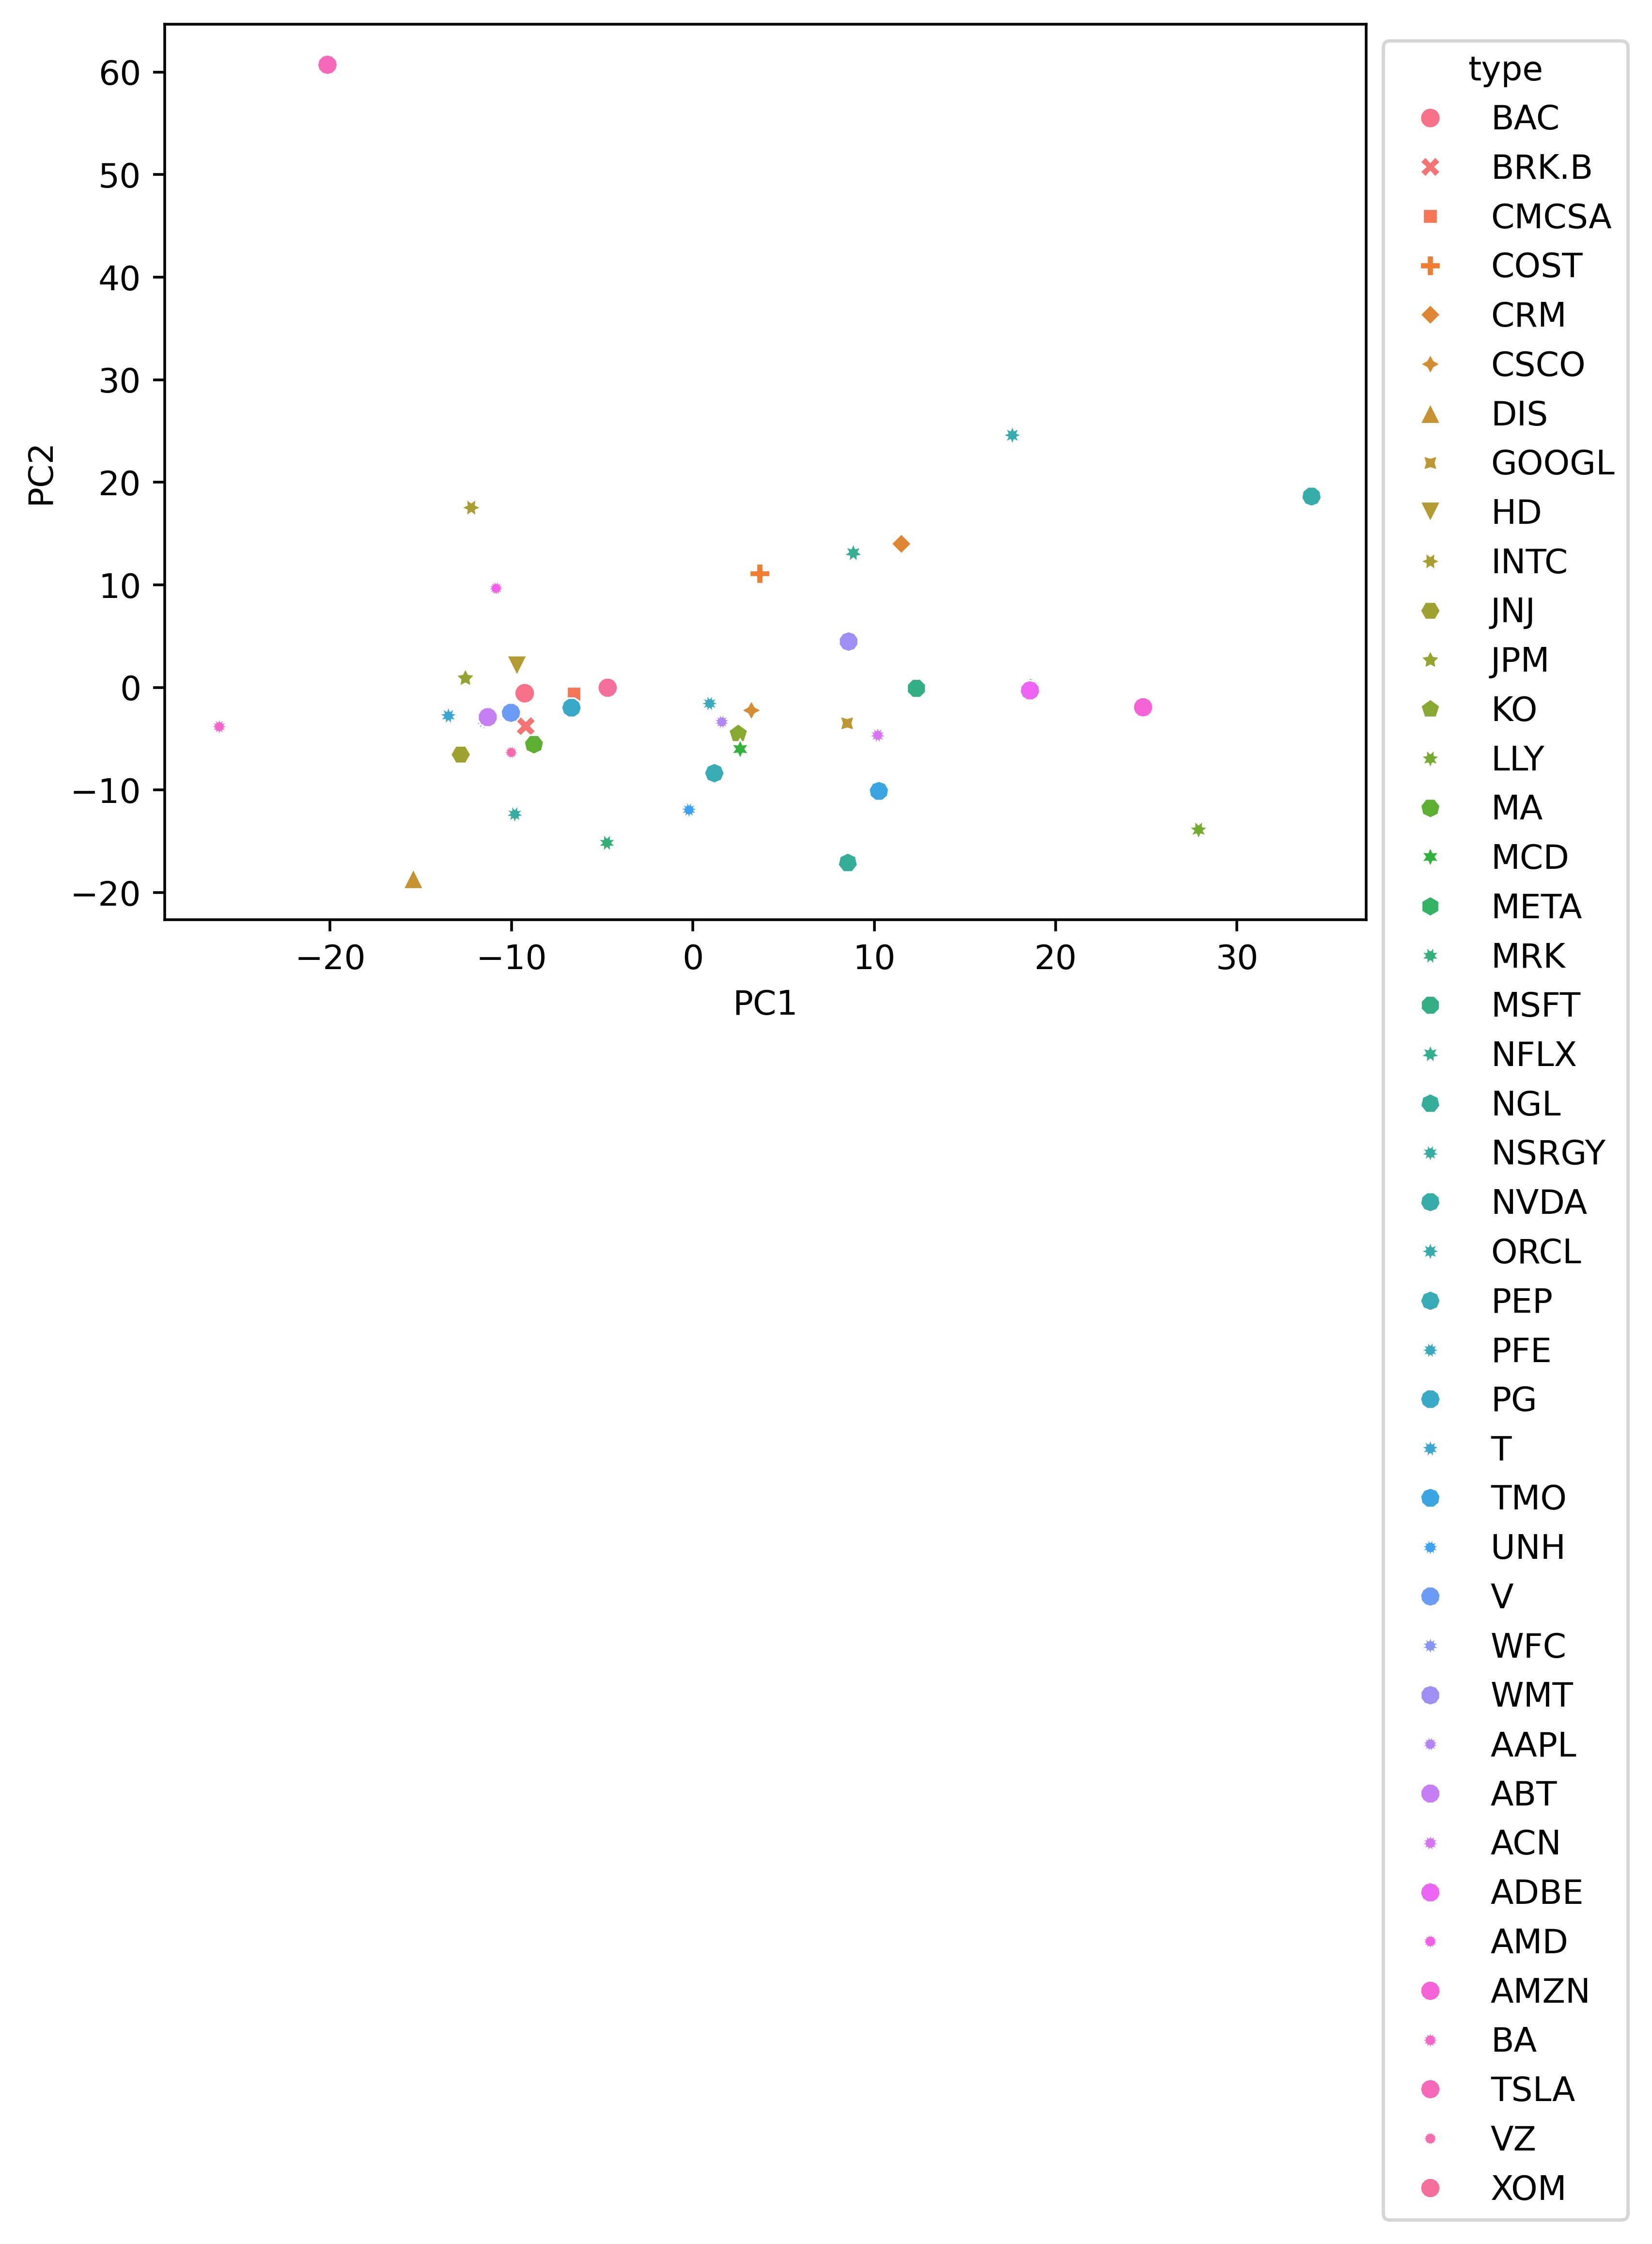 60
50
40
30
20
10
0
−10
−20
PC2
−20
−10
0
10
20
30
PC1
type
BAC
BRK.B
CMCSA
COST
CRM
CSCO
DIS
GOOGL
HD
INTC
JNJ
JPM
KO
LLY
MA
MCD
META
MRK
MSFT
NFLX
NGL
NSRGY
NVDA
ORCL
PEP
PFE
PG
T
TMO
UNH
V
WFC
WMT
AAPL
ABT
ACN
ADBE
AMD
AMZN
BA
TSLA
VZ
XOM